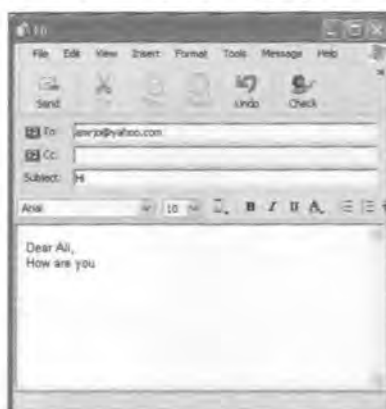 Hi
File Edit View Insert Format Tools Message Help
Send Undo Check
To:
Cc:
Subject: Hi
Arial 10 B I U A
Dear Ali,
How are you